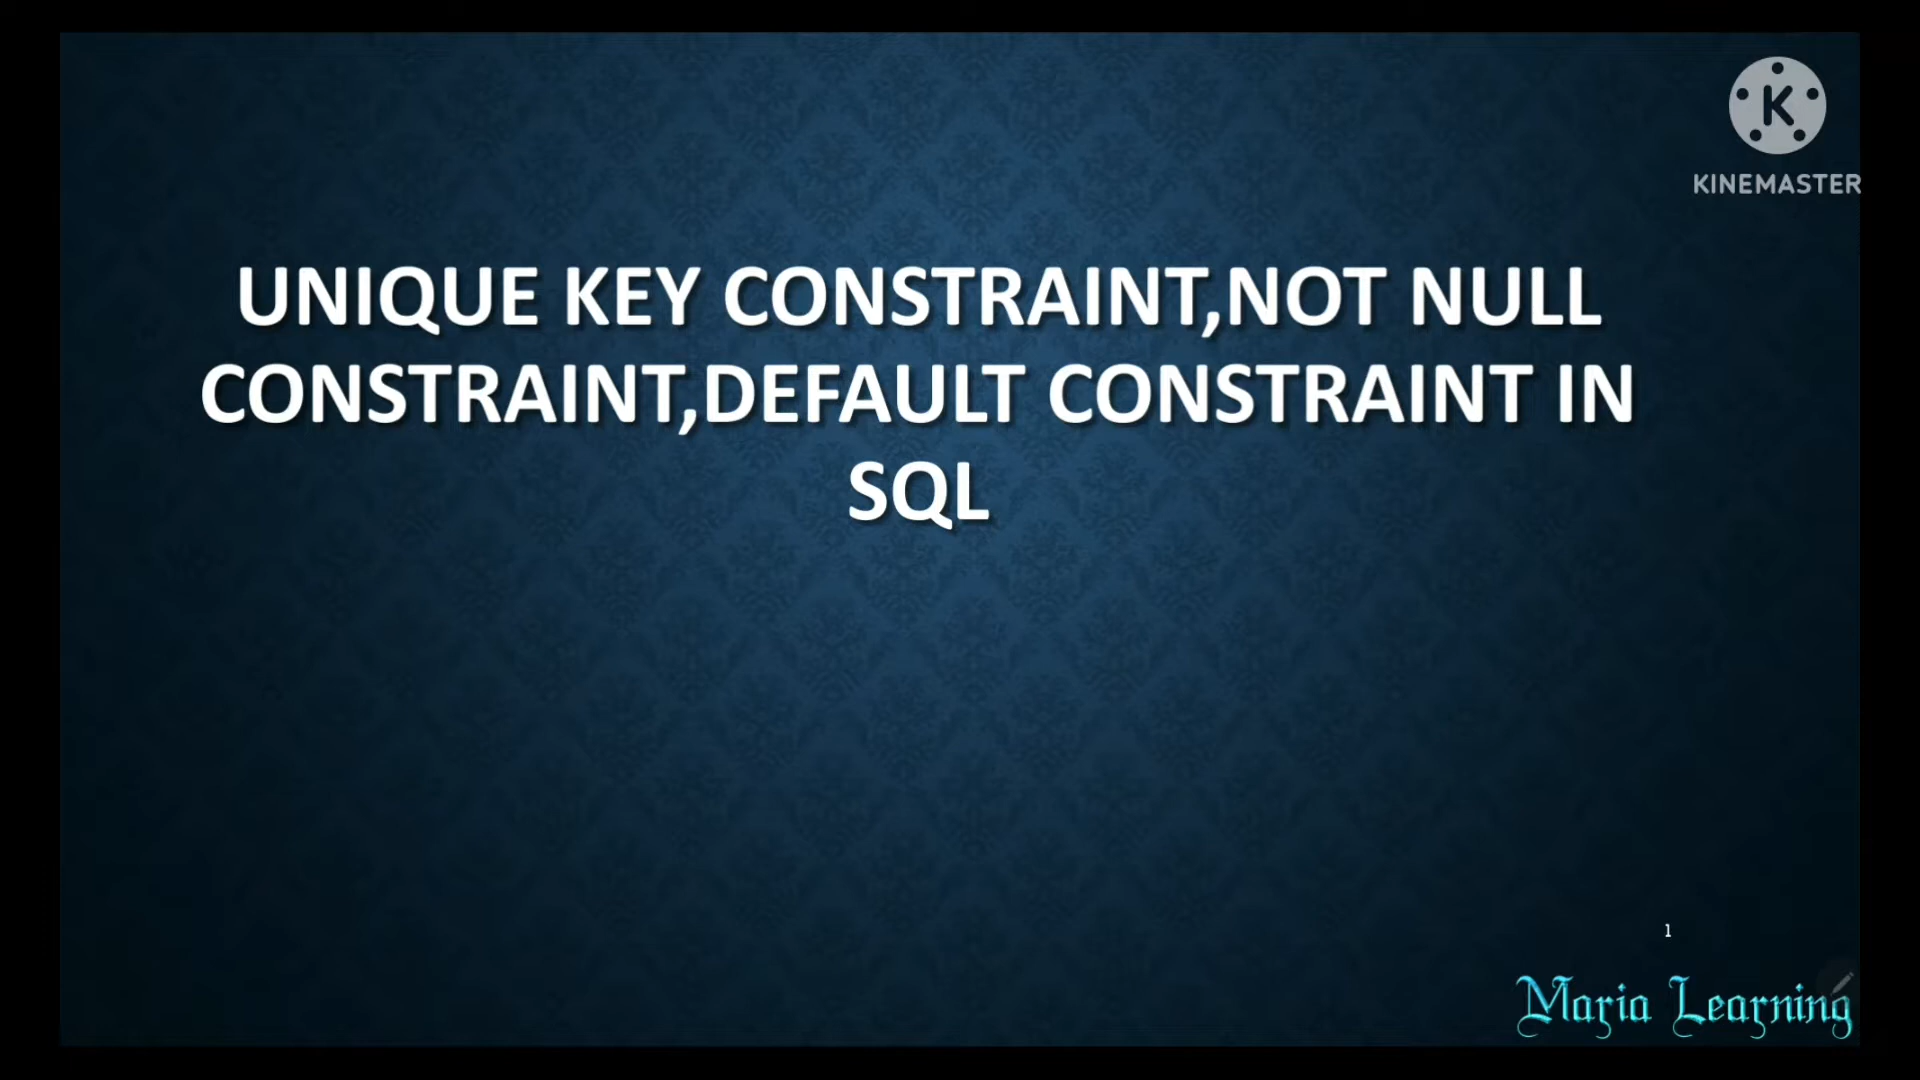 K
KINEMASTER
UNIQUE KEY CONSTRAINT,NOT NULL
CONSTRAINT,DEFAULT CONSTRAINT IN
SQL
1
Maria Learning